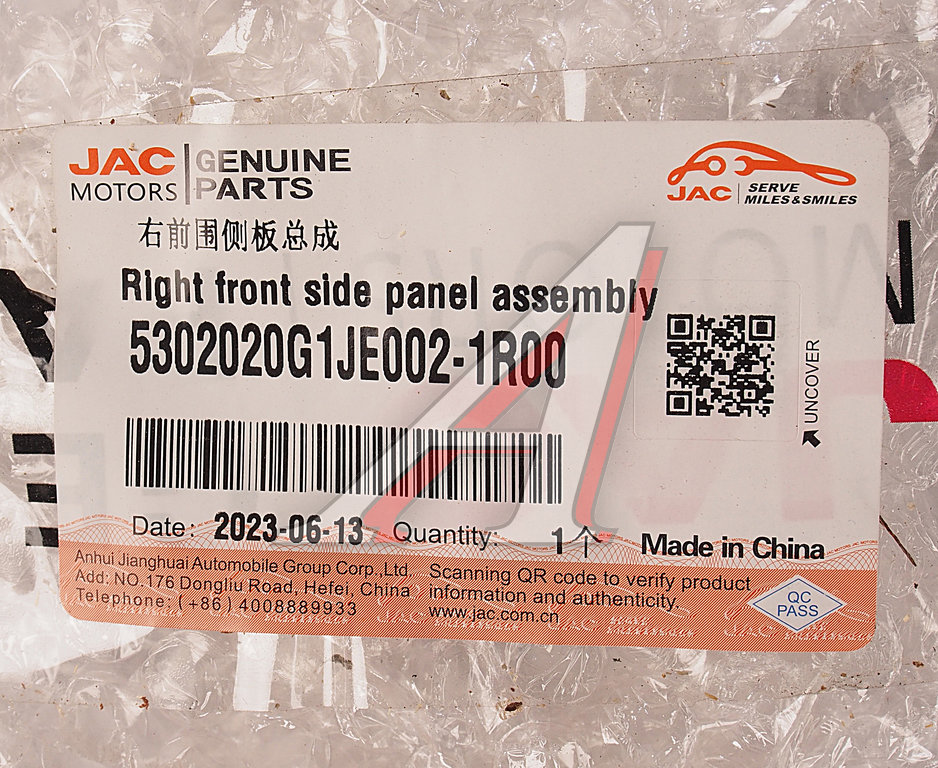 JAC MOTORS
GENUINE PARTS
JAC SERVE MILES&SMILES
右前围侧板总成
Right front side panel assembly
5302020G1JE002-1R00
UNCOVER
Date: 2023-06-13 Quantity: 1个 Made in China
Anhui Jianghuai Automobile Group Corp.,Ltd.
Add: NO.176 Dongliu Road, Hefei, China
Telephone: (+86) 4008889933
Scanning QR code to verify product
information and authenticity.
www.jac.com.cn
QC
PASS